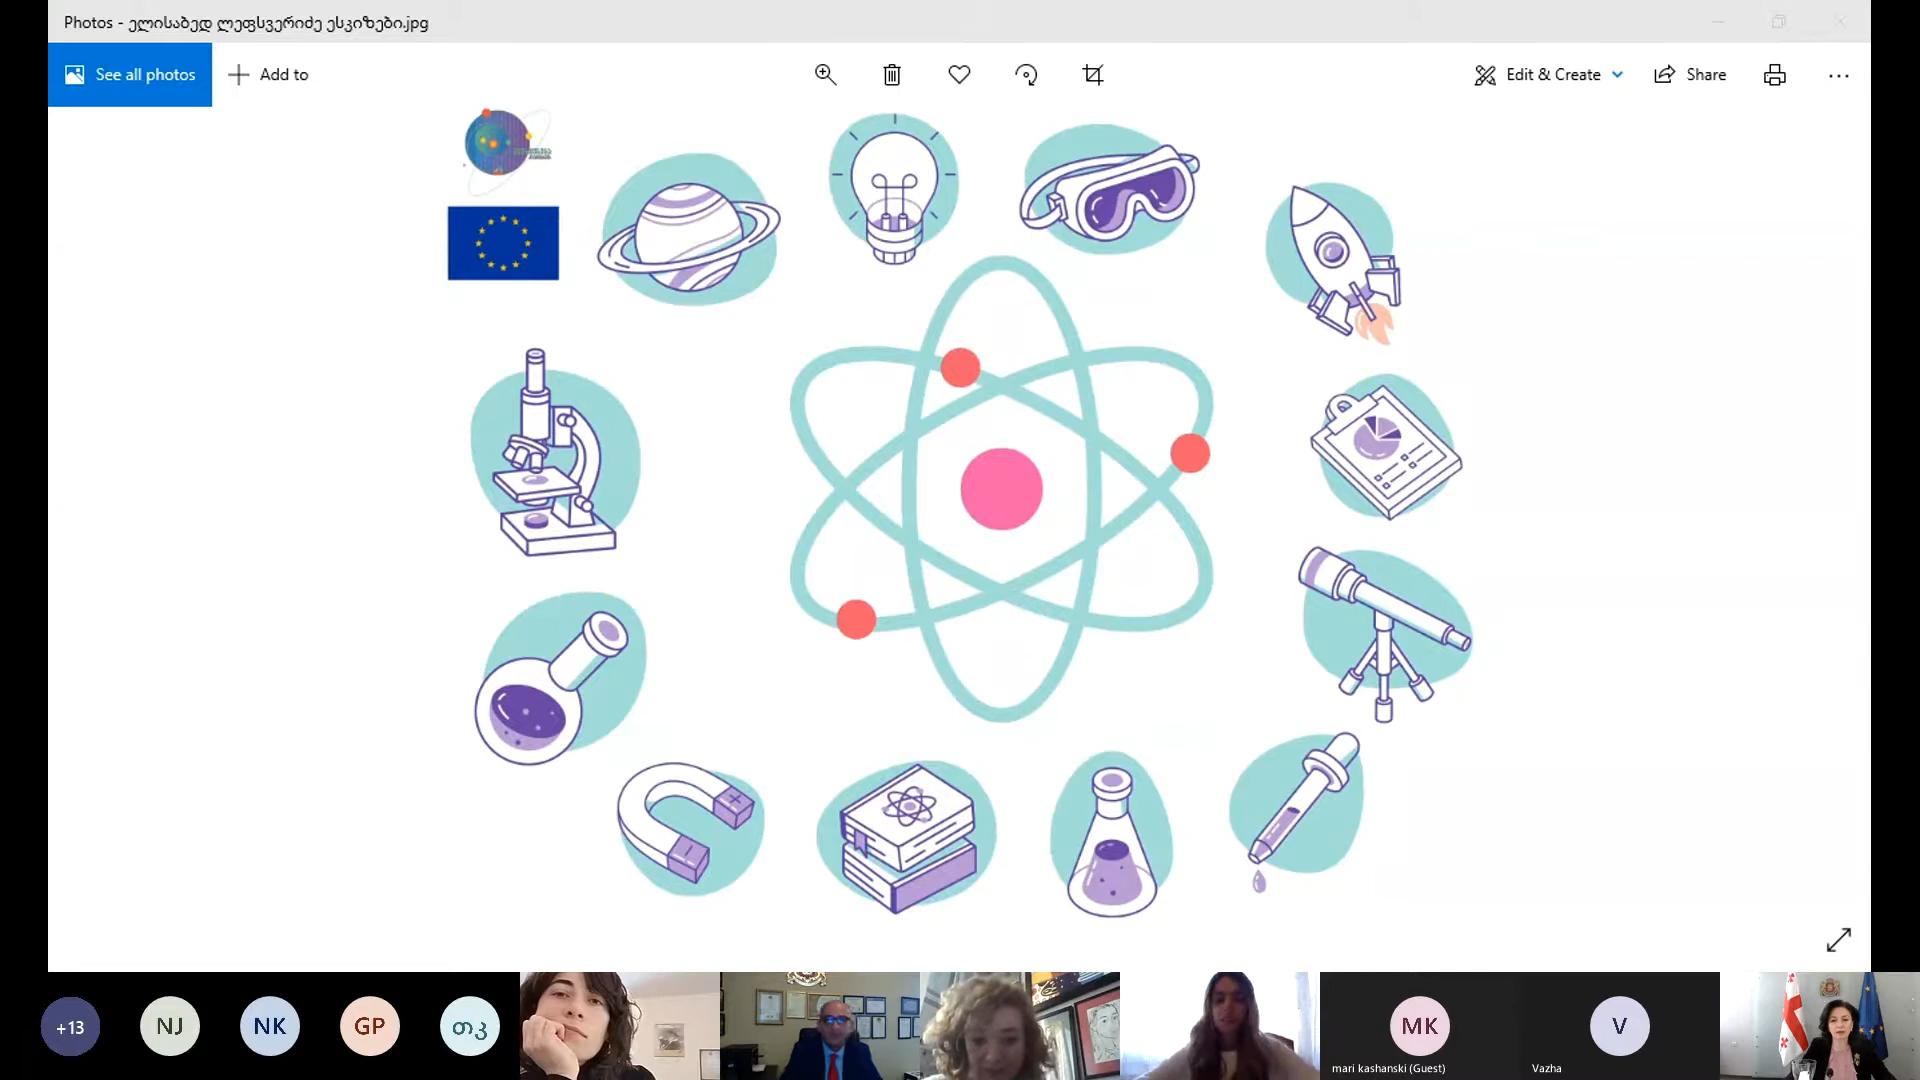 Photos - ელისაბედ ლეფსვერიძე ესკიზები.jpg
See all photos
Add to
Edit & Create
Share
+13
NJ
NK
GP
თკ
MK
V
mari kashanski (Guest)
Vazha